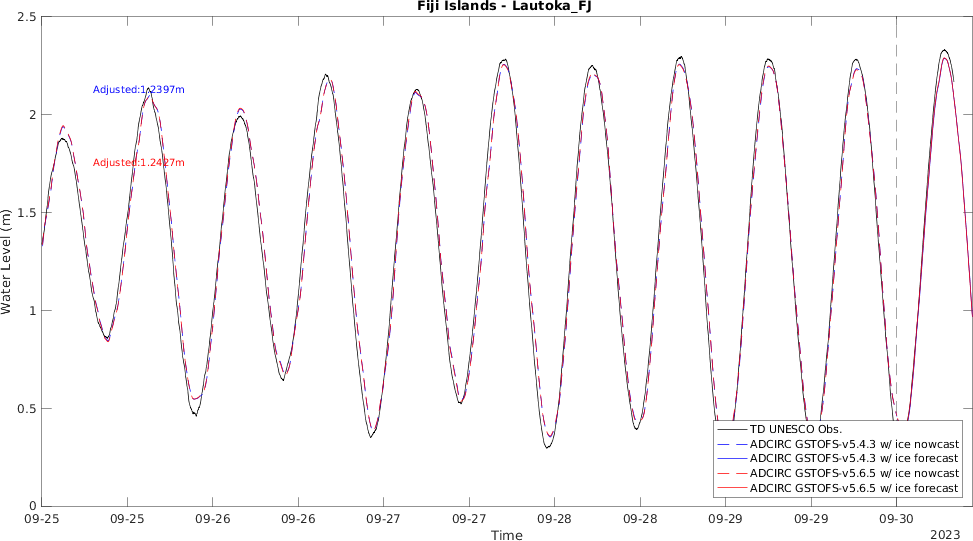 Fiji Islands - Lautoka_FJ
2.5
Adjusted:1.2397m
2
Adjusted:1.2427m
1.5
Water Level (m)
1
0.5
TD UNESCO Obs.
ADCIRC GSTOFS-v5.4.3 w/ ice nowcast
ADCIRC GSTOFS-v5.4.3 w/ ice forecast
ADCIRC GSTOFS-v5.6.5 w/ ice nowcast
ADCIRC GSTOFS-v5.6.5 w/ ice forecast
0
09-25 09-25 09-26 09-26 09-27 09-27 09-28 09-28 09-29 09-29 09-30
Time
2023